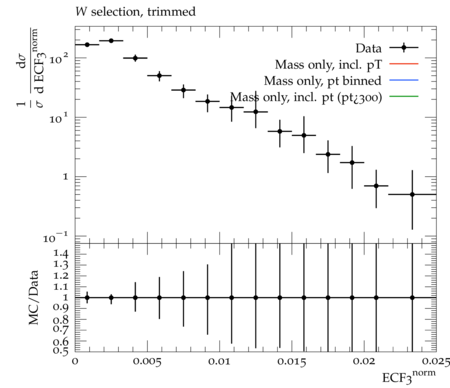 W selection, trimmed
1/σ dσ/d ECF3^norm
10^2
10^1
1
10^−1
Data
Mass only, incl. pT
Mass only, pt binned
Mass only, incl. pt (pt¿300)
MC/Data
1.4
1.3
1.2
1.1
1
0.9
0.8
0.7
0.6
0.5
0 0.005 0.01 0.015 0.02 0.025
ECF3^norm